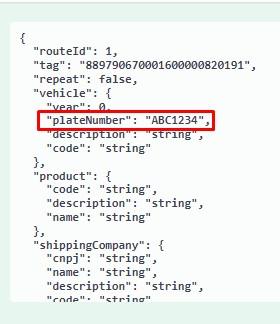 {
"routeId": 1,
"tag": "889790670001600000820191",
"repeat": false,
"vehicle": {
"year": 0,
"plateNumber": "ABC1234",
"description": "string",
"code": "string"
},
"product": {
"code": "string",
"description": "string",
"name": "string"
},
"shippingCompany": {
"cnpj": "string",
"name": "string",
"description": "string",
"code": "string"